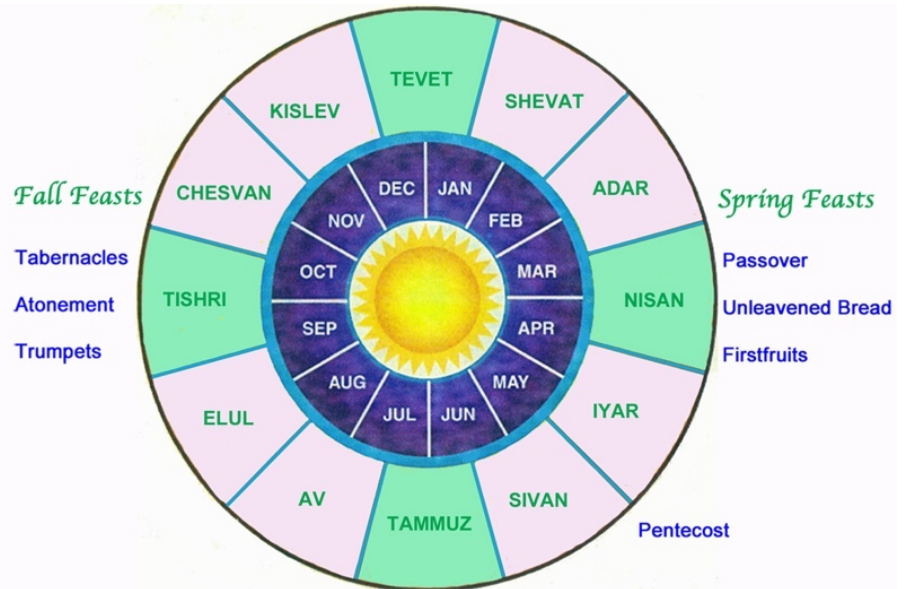 TEVET
SHEVAT
ADAR
NISAN
IYAR
SIVAN
TAMMUZ
AV
ELUL
TISHRI
CHESVAN
KISLEV
JAN
FEB
MAR
APR
MAY
JUN
JUL
AUG
SEP
OCT
NOV
DEC
Fall Feasts
Tabernacles
Atonement
Trumpets
Spring Feasts
Passover
Unleavened Bread
Firstfruits
Pentecost